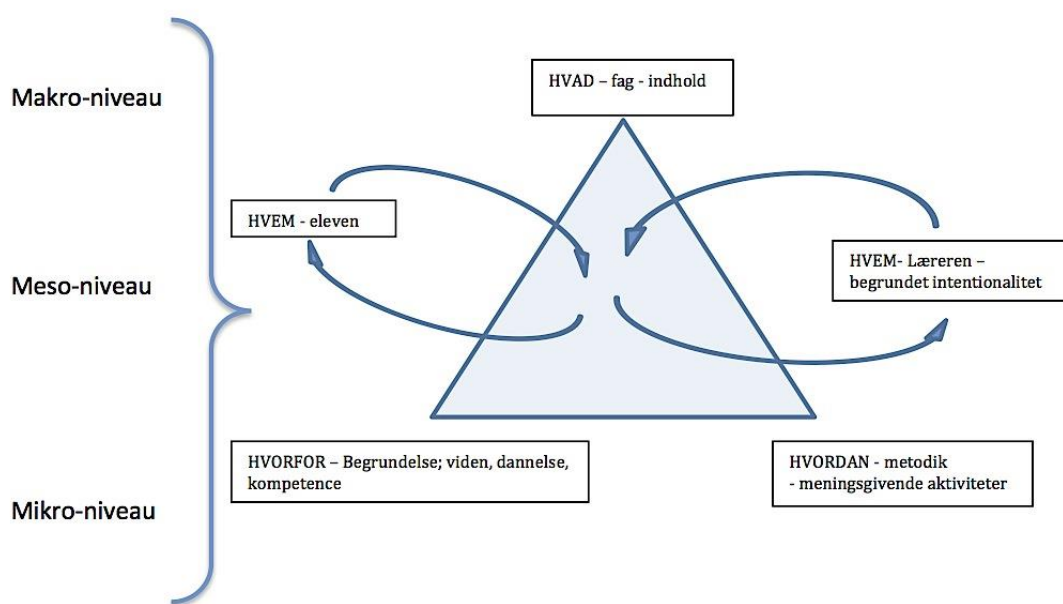 Makro-niveau
Meso-niveau
Mikro-niveau
HVAD – fag - indhold
HVEM - eleven
HVEM- Læreren –
begrundet intentionalitet
HVORFOR – Begrundelse; viden, dannelse,
kompetence
HVORDAN - metodik
- meningsgivende aktiviteter